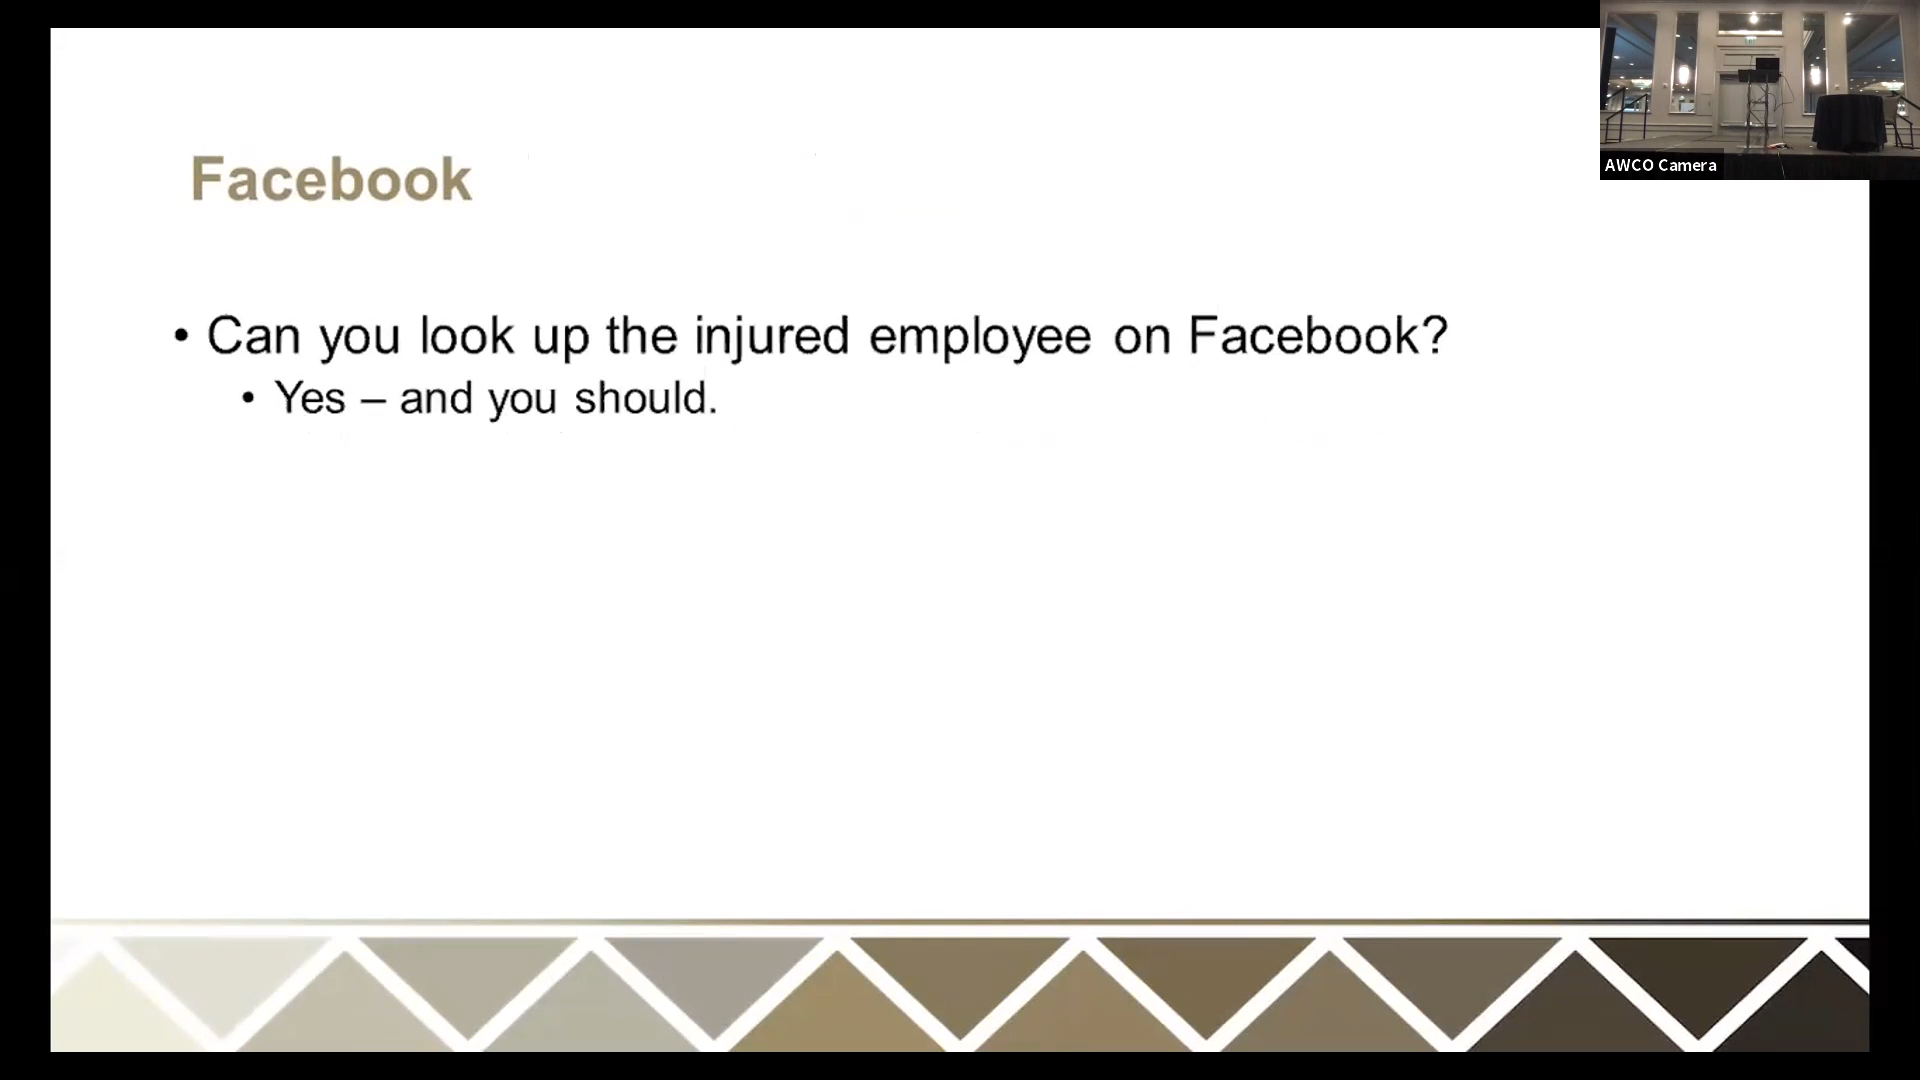 Facebook
• Can you look up the injured employee on Facebook?
• Yes – and you should.
AWCO Camera